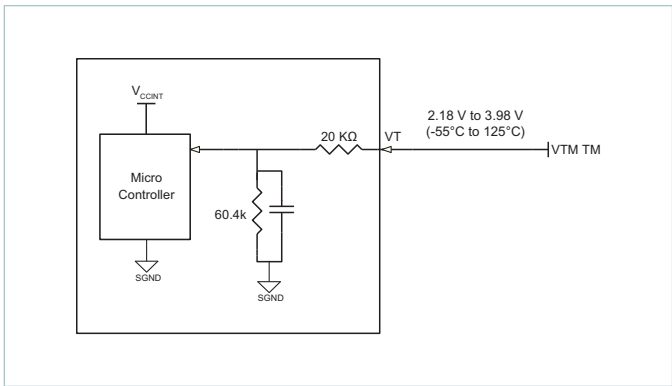 V_CCINT
2.18 V to 3.98 V
(-55°C to 125°C)
20 KΩ
VT
VTM TM
Micro
Controller
60.4k
SGND
SGND